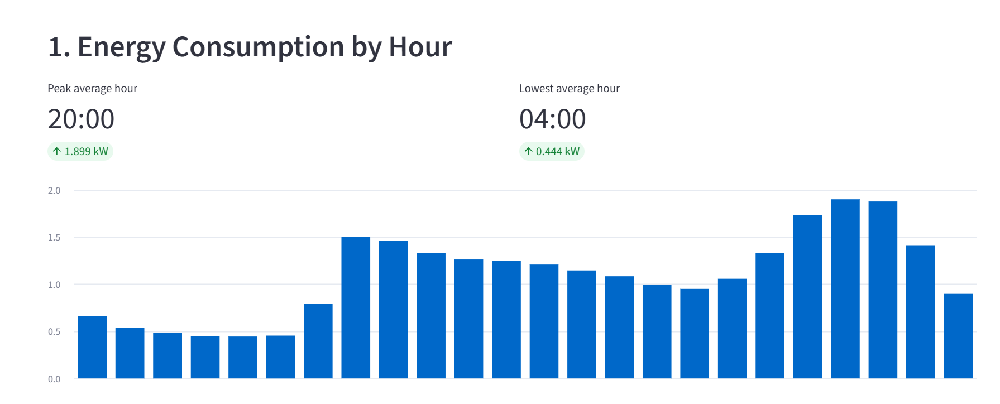 1. Energy Consumption by Hour
Peak average hour
20:00
↑ 1.899 kW
Lowest average hour
04:00
↑ 0.444 kW
2.0
1.5
1.0
0.5
0.0